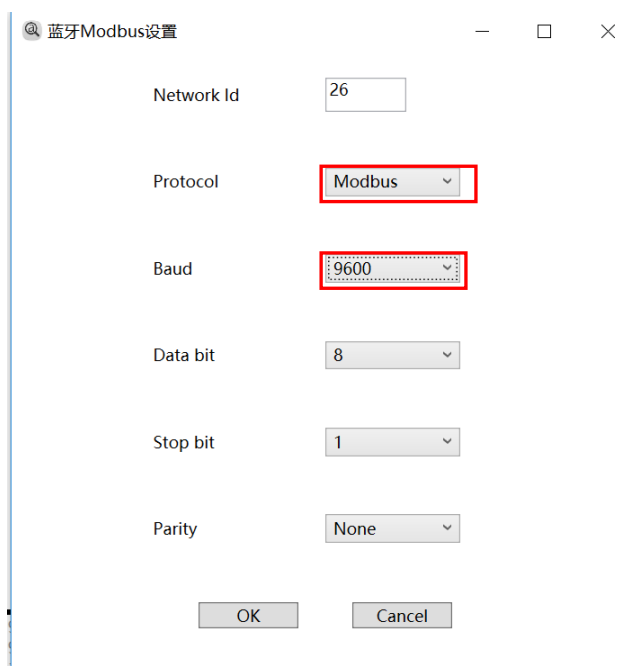 蓝牙Modbus设置
Network Id 26
Protocol Modbus
Baud 9600
Data bit 8
Stop bit 1
Parity None
OK Cancel